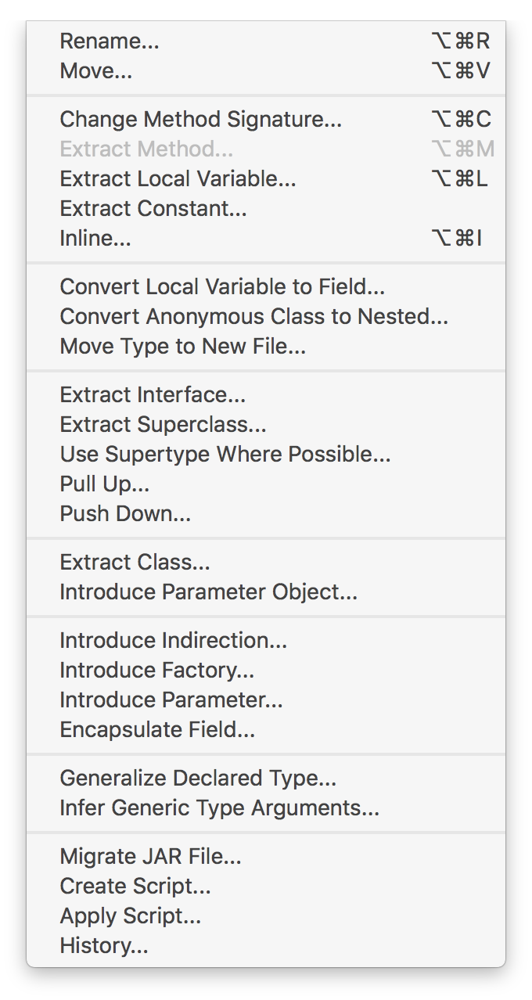 Rename... ⌥⌘R
Move... ⌥⌘V
Change Method Signature... ⌥⌘C
Extract Method... ⌥⌘M
Extract Local Variable... ⌥⌘L
Extract Constant...
Inline... ⌥⌘I
Convert Local Variable to Field...
Convert Anonymous Class to Nested...
Move Type to New File...
Extract Interface...
Extract Superclass...
Use Supertype Where Possible...
Pull Up...
Push Down...
Extract Class...
Introduce Parameter Object...
Introduce Indirection...
Introduce Factory...
Introduce Parameter...
Encapsulate Field...
Generalize Declared Type...
Infer Generic Type Arguments...
Migrate JAR File...
Create Script...
Apply Script...
History...